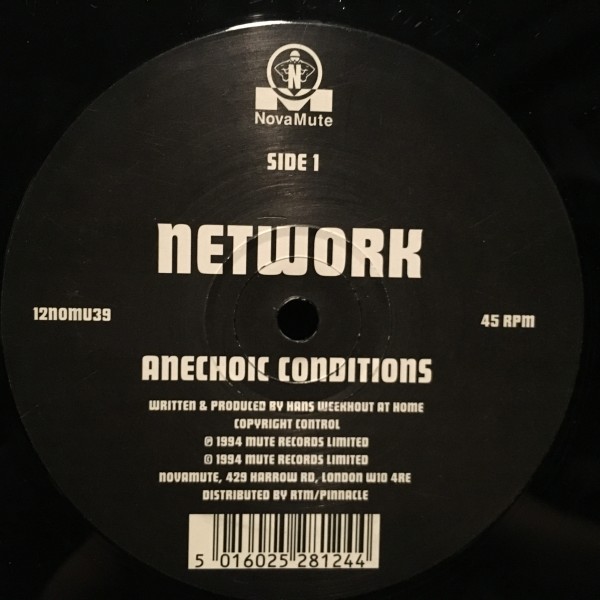 N
NovaMute
SIDE 1
NETWORK
12NOMU39
45 RPM
ANECHOIC CONDITIONS
WRITTEN & PRODUCED BY HANS WEEKHOUT AT HOME
COPYRIGHT CONTROL
℗ 1994 MUTE RECORDS LIMITED
© 1994 MUTE RECORDS LIMITED
NOVAMUTE, 429 HARROW RD, LONDON W10 4RE
DISTRIBUTED BY RTM/PINNACLE
5 016025 281244